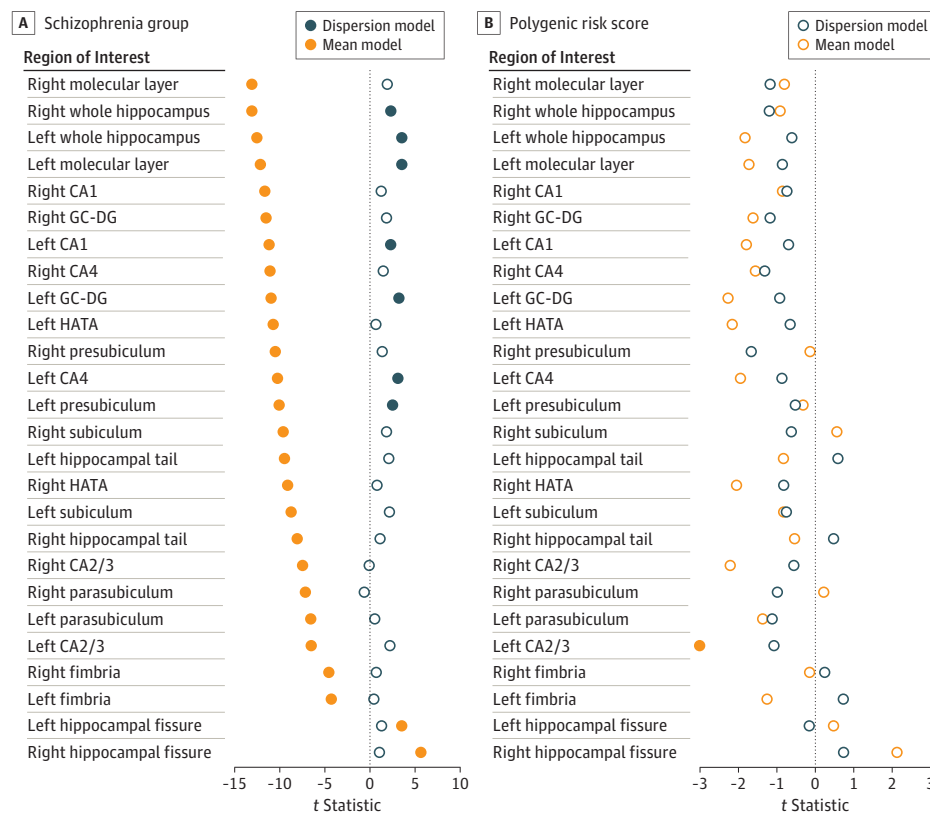 A Schizophrenia group
Dispersion model
Mean model
Region of Interest
Right molecular layer
Right whole hippocampus
Left whole hippocampus
Left molecular layer
Right CA1
Right GC-DG
Left CA1
Right CA4
Left GC-DG
Left HATA
Right presubiculum
Left CA4
Left presubiculum
Right subiculum
Left hippocampal tail
Right HATA
Left subiculum
Right hippocampal tail
Right CA2/3
Right parasubiculum
Left parasubiculum
Left CA2/3
Right fimbria
Left fimbria
Left hippocampal fissure
Right hippocampal fissure
-15 -10 -5 0 5 10
t Statistic
B Polygenic risk score
Dispersion model
Mean model
Region of Interest
Right molecular layer
Right whole hippocampus
Left whole hippocampus
Left molecular layer
Right CA1
Right GC-DG
Left CA1
Right CA4
Left GC-DG
Left HATA
Right presubiculum
Left CA4
Left presubiculum
Right subiculum
Left hippocampal tail
Right HATA
Left subiculum
Right hippocampal tail
Right CA2/3
Right parasubiculum
Left parasubiculum
Left CA2/3
Right fimbria
Left fimbria
Left hippocampal fissure
Right hippocampal fissure
-3 -2 -1 0 1 2 3
t Statistic